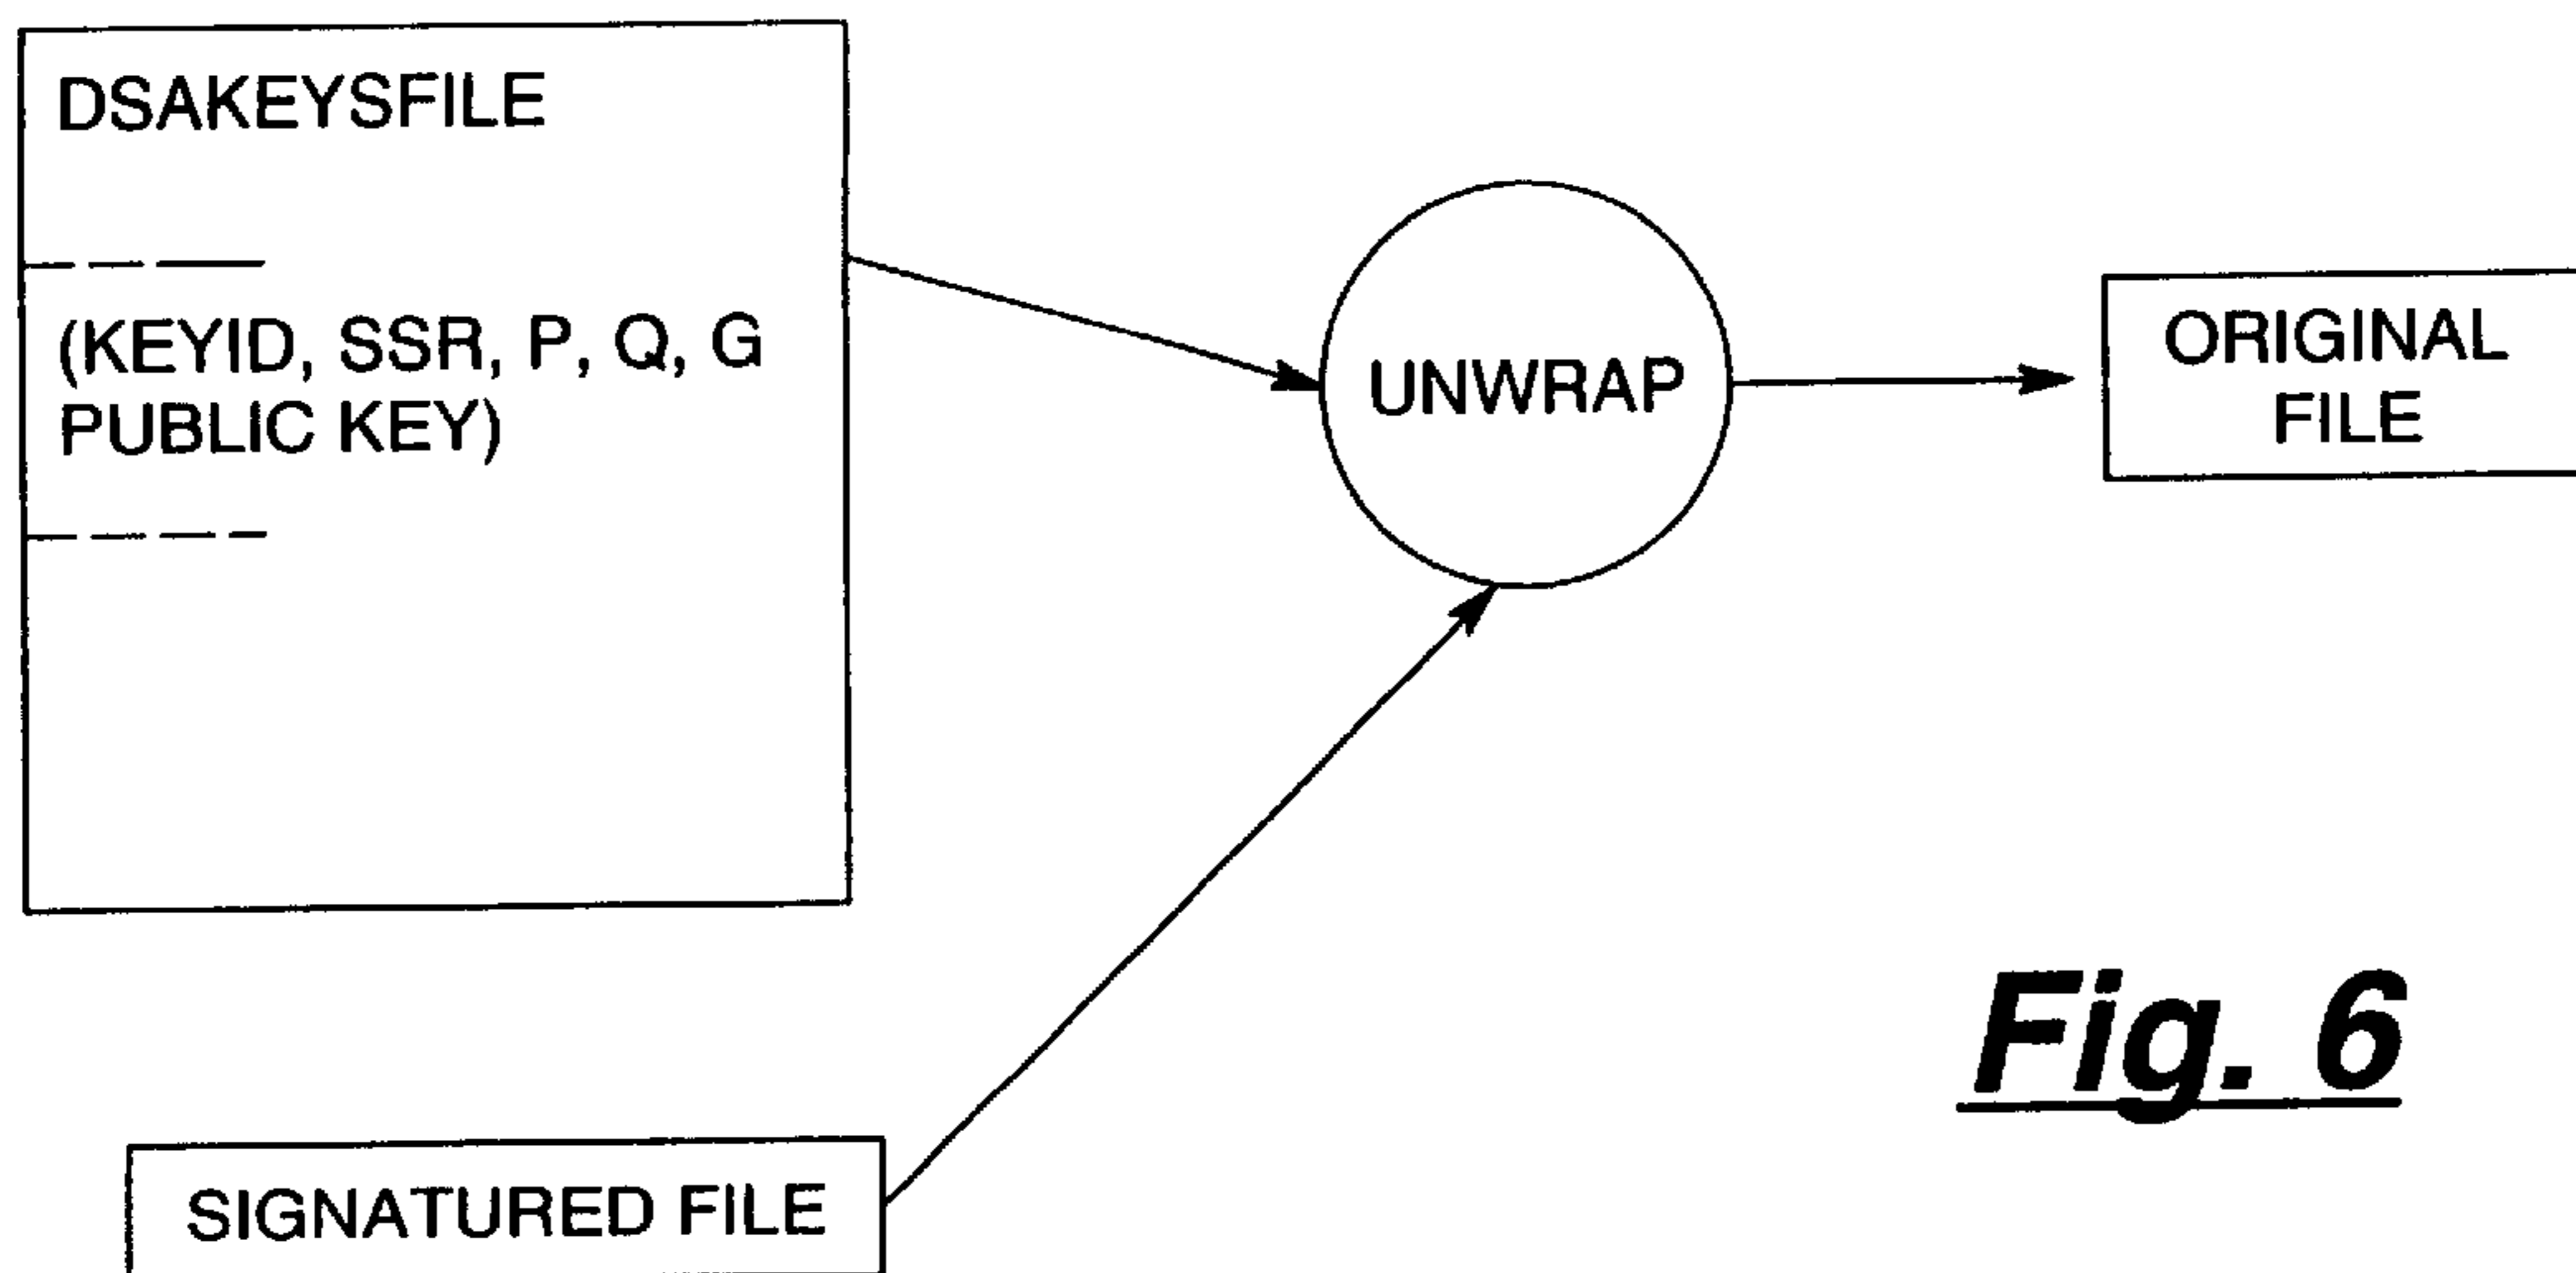 DSAKEYSFILE
(KEYID, SSR, P, Q, G
PUBLIC KEY)
UNWRAP
ORIGINAL
FILE
SIGNATURED FILE
Fig. 6